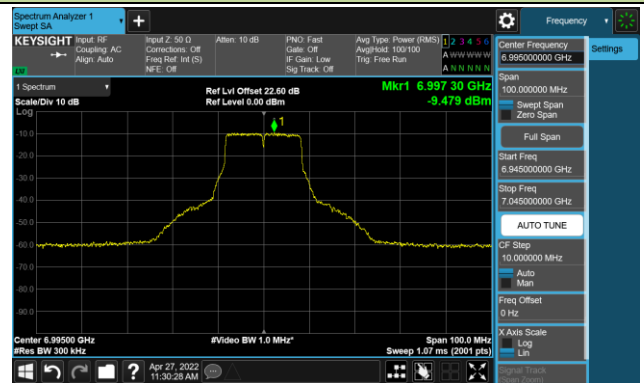 Spectrum Analyzer 1
Swept SA
+
Frequency
KEYSIGHT
Input: RF
Coupling: AC
Align: Auto
Input Z: 50 Ω
Corrections: Off
Freq Ref: Int (S)
NFE: Off
Atten: 10 dB
PNO: Fast
Gate: Off
IF Gain: Low
Sig Track: Off
Avg Type: Power (RMS)
Avg|Hold: 100/100
Trig: Free Run
1 2 3 4 5 6
A W W W W W
A N N N N N
LXI
1 Spectrum
Scale/Div 10 dB
Log
Ref Lvl Offset 22.60 dB
Ref Level 0.00 dBm
Mkr1 6.997 30 GHz
-9.479 dBm
1
-10.0
-20.0
-30.0
-40.0
-50.0
-60.0
-70.0
-80.0
-90.0
Center 6.99500 GHz
#Res BW 300 kHz
#Video BW 1.0 MHz*
Span 100.0 MHz
Sweep 1.07 ms (2001 pts)
Center Frequency
6.995000000 GHz
Settings
Span
100.000000 MHz
Swept Span
Zero Span
Full Span
Start Freq
6.945000000 GHz
Stop Freq
7.045000000 GHz
AUTO TUNE
CF Step
10.000000 MHz
Auto
Man
Freq Offset
0 Hz
X Axis Scale
Log
Lin
Signal Track
(Span Zoom)
?
Apr 27, 2022
11:30:28 AM